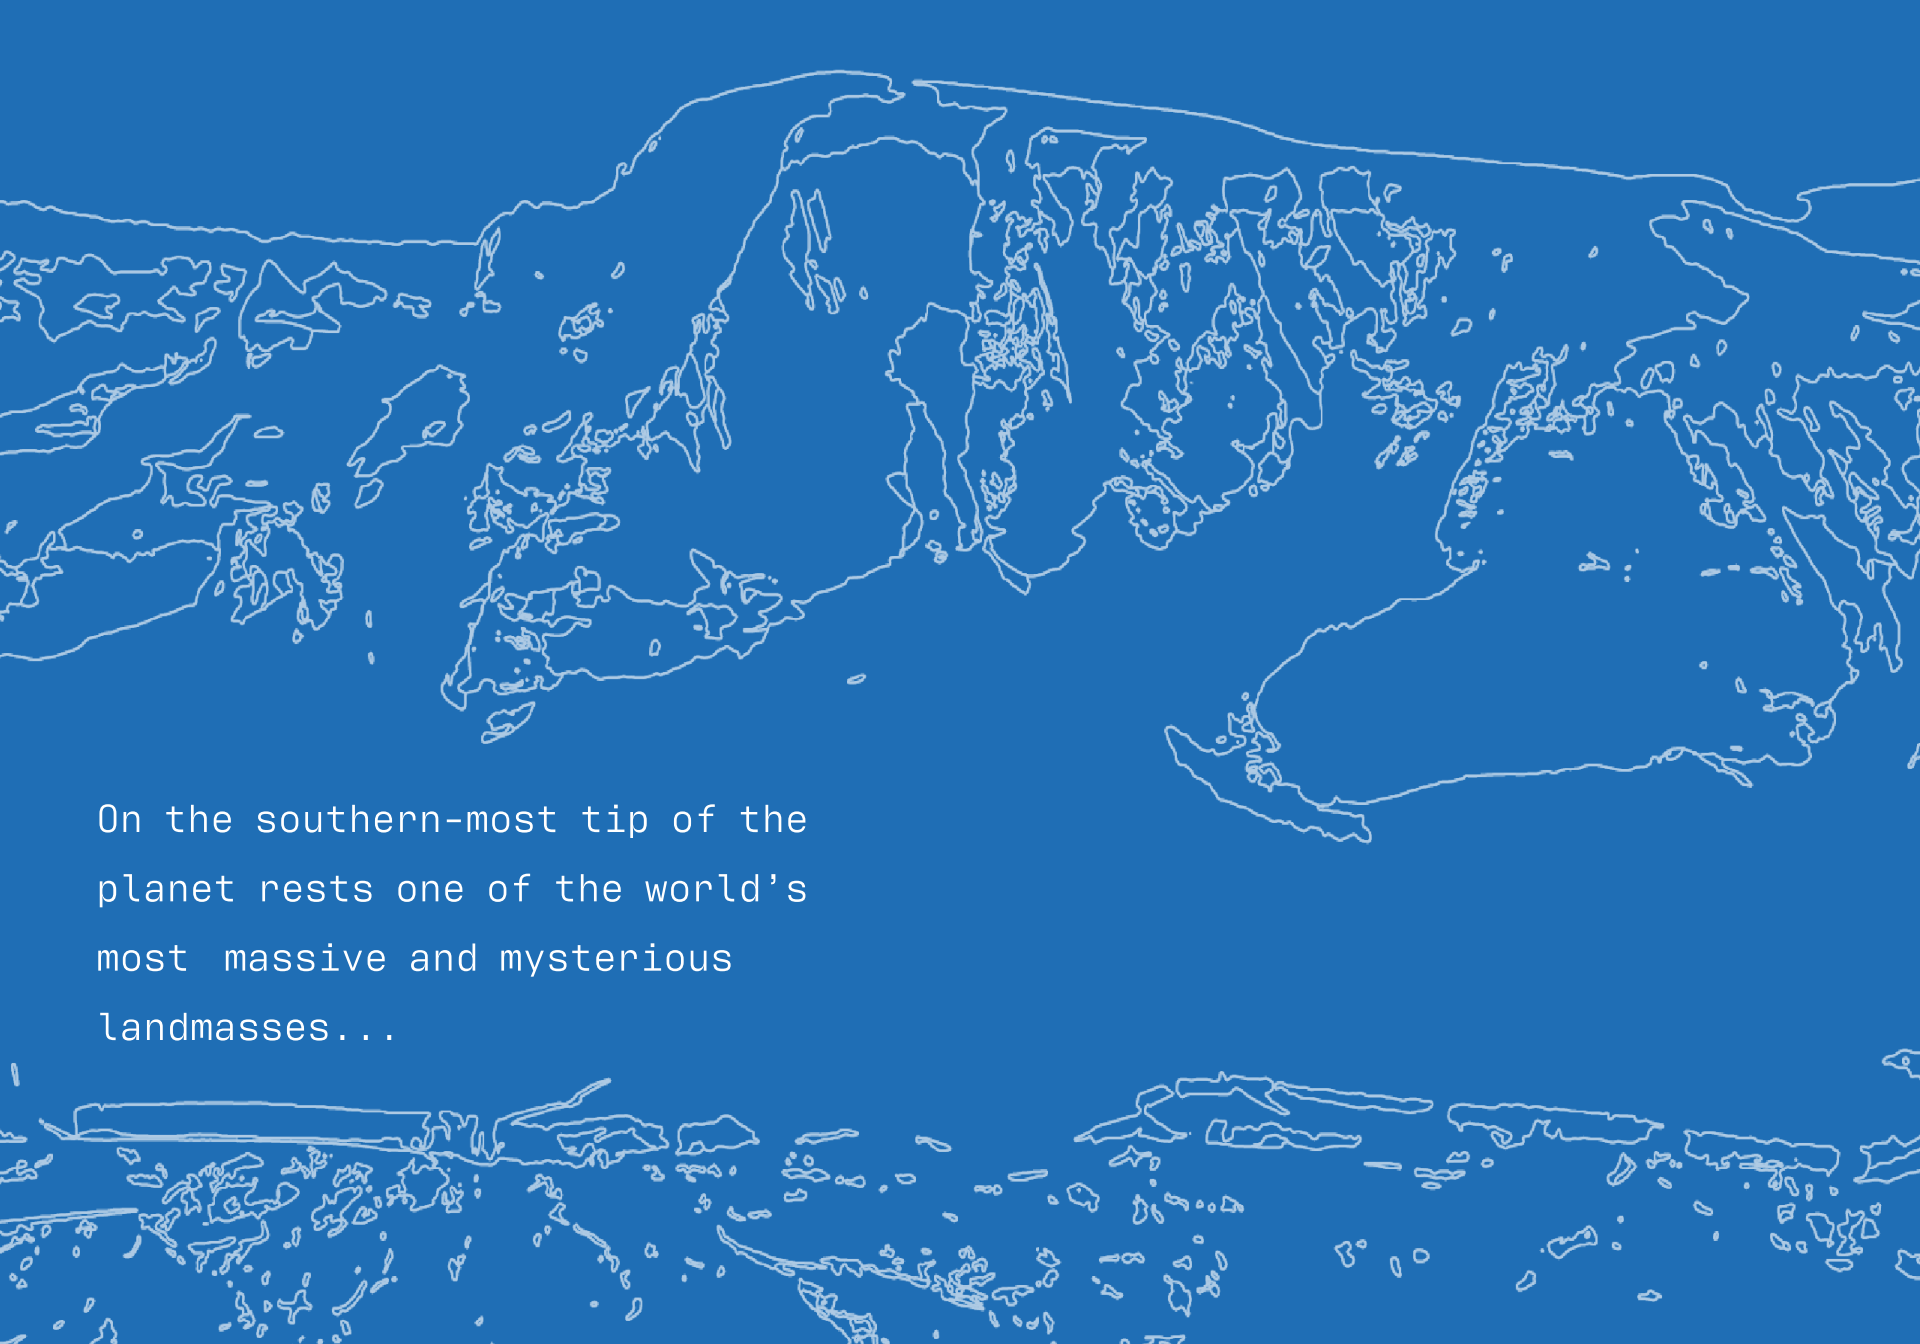 On the southern-most tip of the
planet rests one of the world’s
most  massive and mysterious
landmasses...